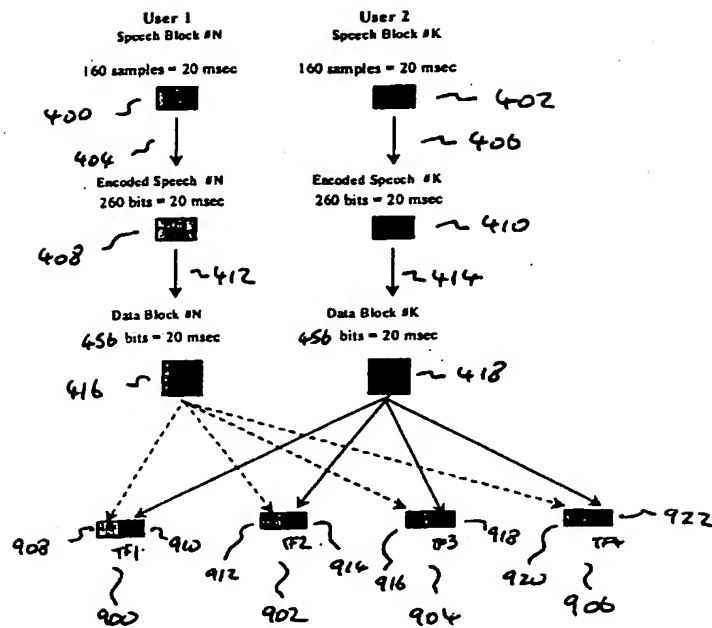 User 1 User 2
Speech Block #N Speech Block #K
160 samples = 20 msec 160 samples = 20 msec
400 402
404 406
Encoded Speech #N Encoded Speech #K
260 bits = 20 msec 260 bits = 20 msec
408 410
412 414
Data Block #N Data Block #K
456 bits = 20 msec 456 bits = 20 msec
416 418
908 910 912 914 916 918 920 922
TF1 TF2 TF3 TF4
900 902 904 906